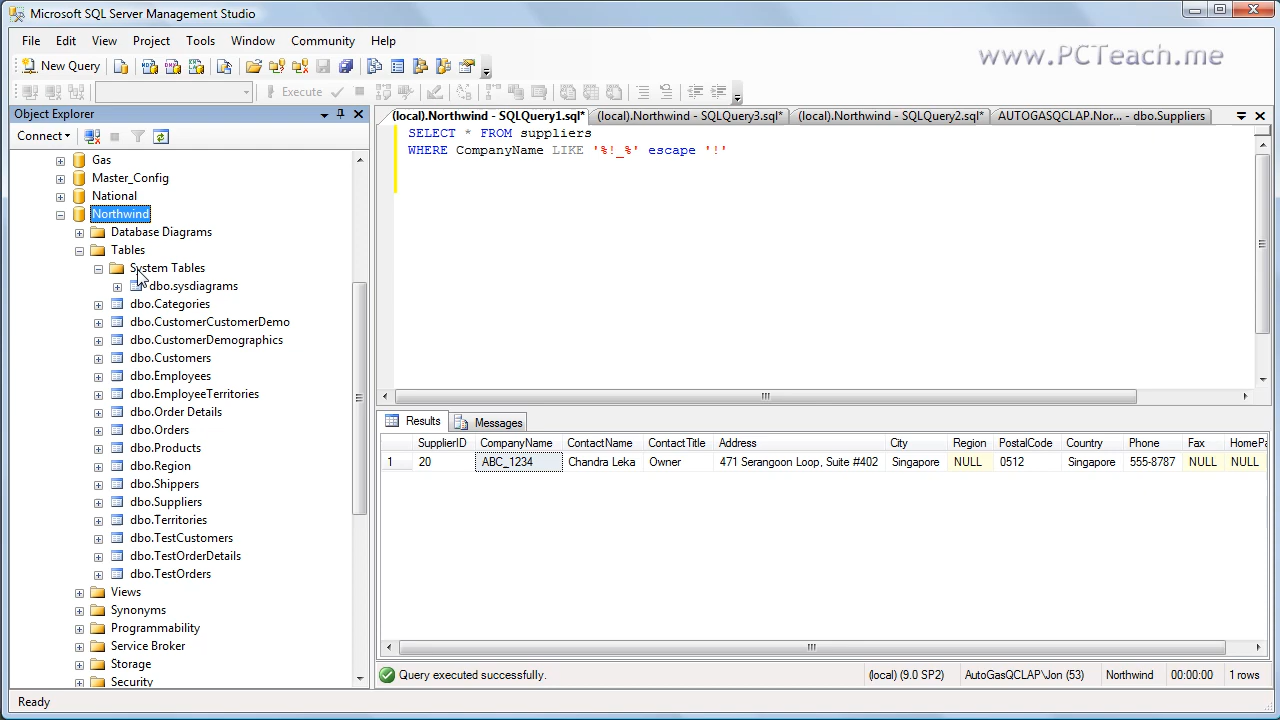 Microsoft SQL Server Management Studio
File Edit View Project Tools Window Community Help
www.PCTeach.me
New Query
Execute
Object Explorer
(local).Northwind - SQLQuery1.sql* (local).Northwind - SQLQuery3.sql* (local).Northwind - SQLQuery2.sql* AUTOGASQCLAP.Nor... - dbo.Suppliers
Connect
SELECT * FROM suppliers
WHERE CompanyName LIKE '%!_%' escape '!'
Gas
Master_Config
National
Northwind
Database Diagrams
Tables
System Tables
dbo.sysdiagrams
dbo.Categories
dbo.CustomerCustomerDemo
dbo.CustomerDemographics
dbo.Customers
dbo.Employees
dbo.EmployeeTerritories
dbo.Order Details
dbo.Orders
dbo.Products
dbo.Region
dbo.Shippers
dbo.Suppliers
dbo.Territories
dbo.TestCustomers
dbo.TestOrderDetails
dbo.TestOrders
Views
Synonyms
Programmability
Service Broker
Storage
Security
Results Messages
SupplierID CompanyName ContactName ContactTitle Address City Region PostalCode Country Phone Fax HomePa
1 20 ABC_1234 Chandra Leka Owner 471 Serangoon Loop, Suite #402 Singapore NULL 0512 Singapore 555-8787 NULL NULL
Query executed successfully. (local) (9.0 SP2) AutoGasQCLAP\Jon (53) Northwind 00:00:00 1 rows
Ready